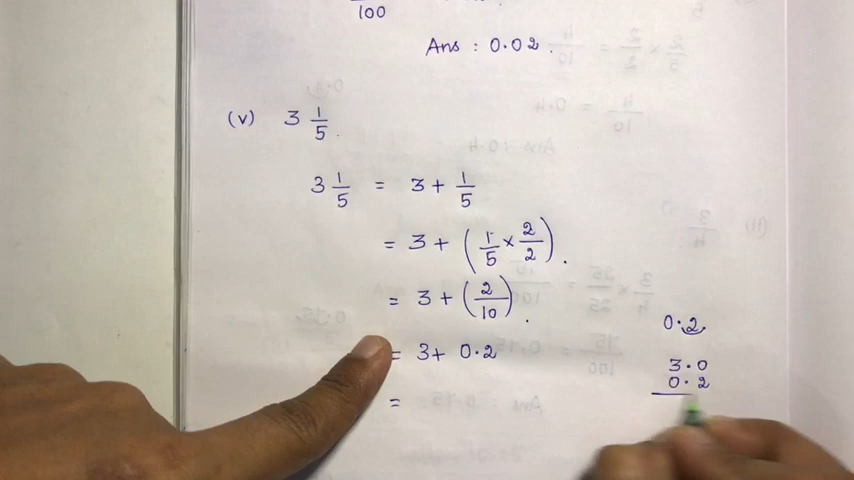 100
Ans : 0.02.
(v) 3 1/5.
3 1/5 = 3 + 1/5
= 3 + (1/5 × 2/2).
= 3 + (2/10).
0.2
= 3 + 0.2
3.0
0.2
=